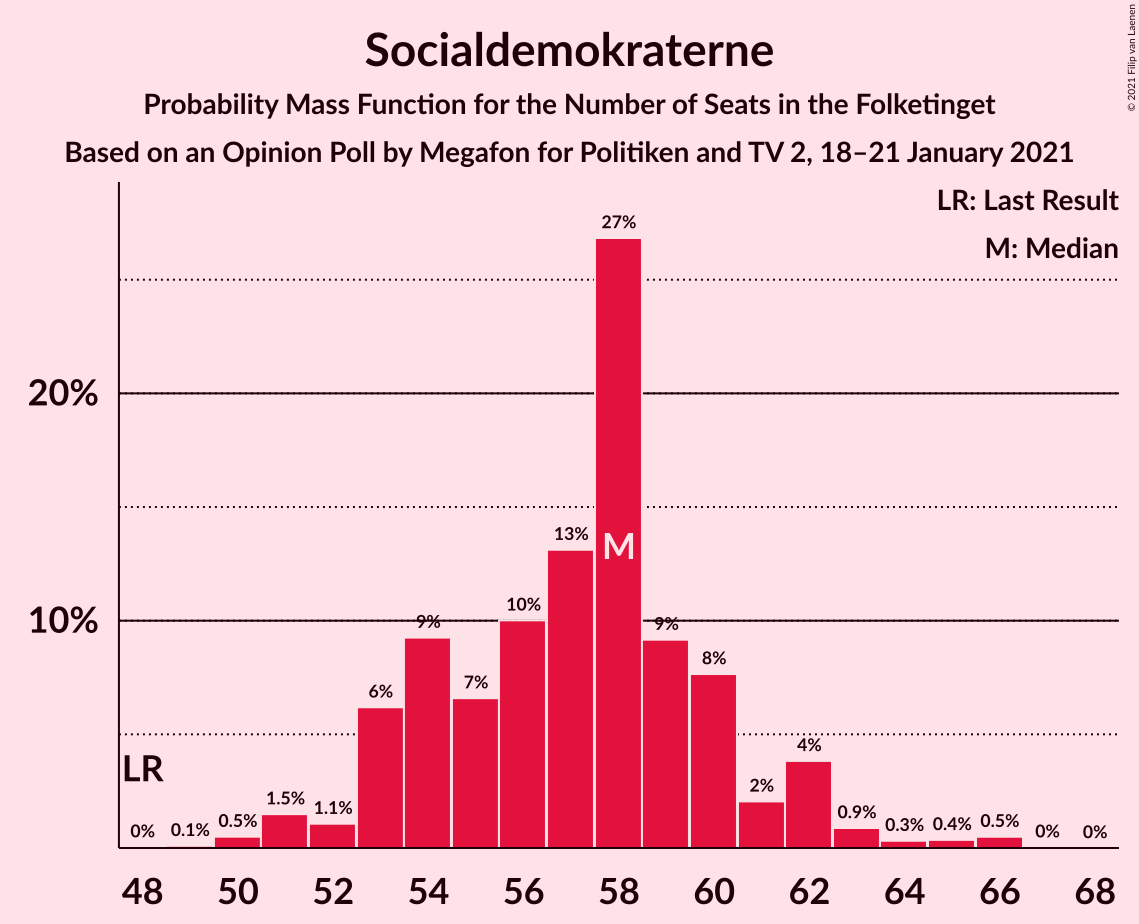 Socialdemokraterne
Probability Mass Function for the Number of Seats in the Folketinget
Based on an Opinion Poll by Megafon for Politiken and TV 2, 18–21 January 2021
© 2021 Filip van Laenen
LR: Last Result
M: Median
20%
10%
LR
M
0%
0.1%
0.5%
1.5%
1.1%
6%
9%
7%
10%
13%
27%
9%
8%
2%
4%
0.9%
0.3%
0.4%
0.5%
0%
0%
48 50 52 54 56 58 60 62 64 66 68